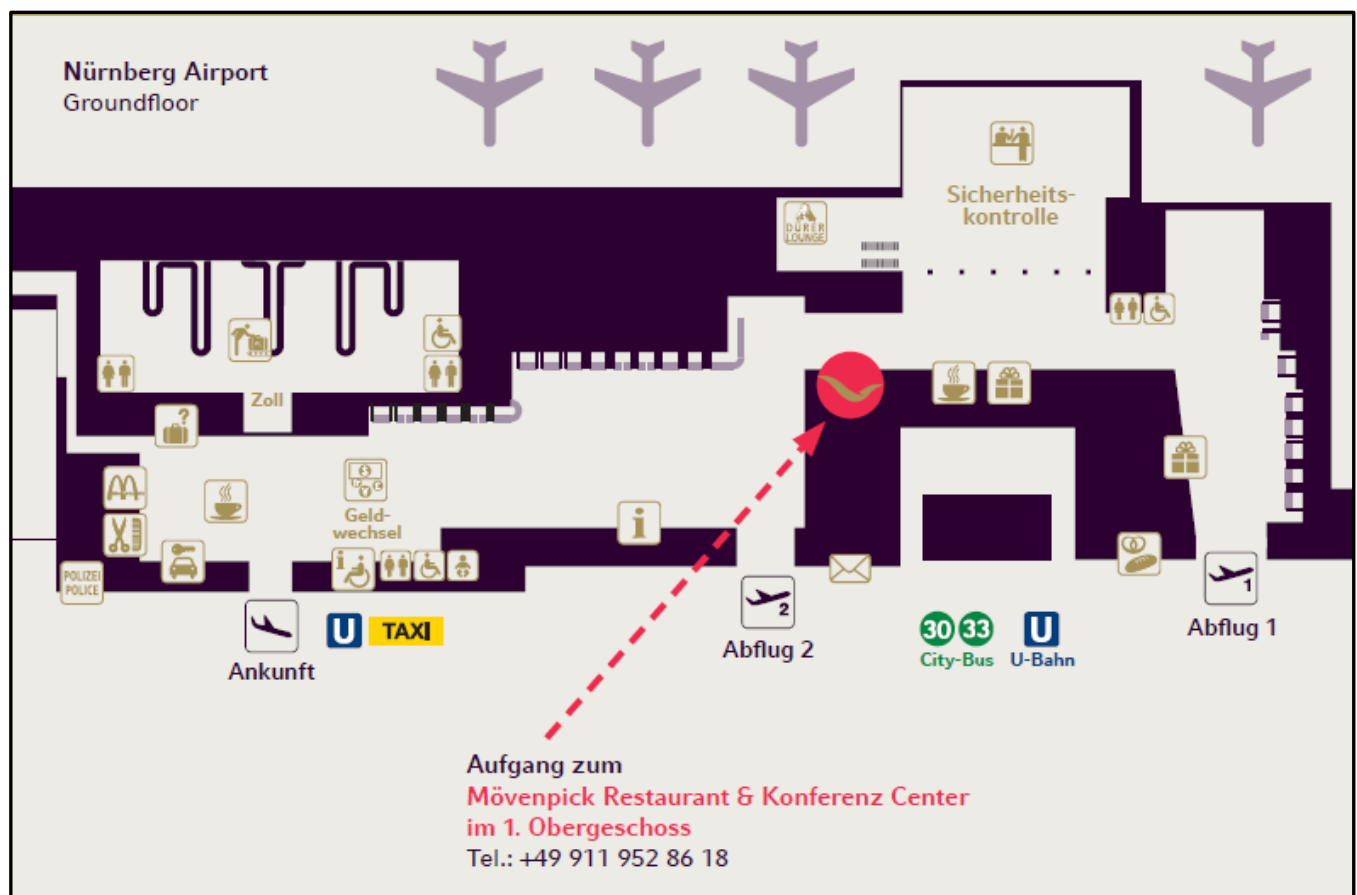 Nürnberg Airport
Groundfloor
DÜRER
LOUNGE
Sicherheits-
kontrolle
Zoll
?
Geld-
wechsel
i
i
POLIZEI
POLICE
Ankunft
U
TAXI
2
Abflug 2
30 33
City-Bus
U
U-Bahn
1
Abflug 1
Aufgang zum
Mövenpick Restaurant & Konferenz Center
im 1. Obergeschoss
Tel.: +49 911 952 86 18